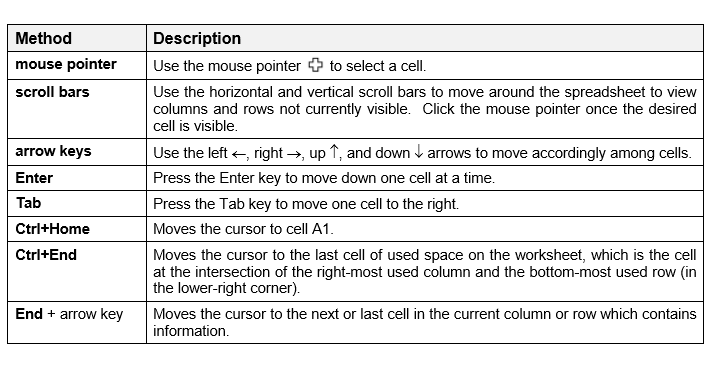 Method Description
mouse pointer Use the mouse pointer to select a cell.
scroll bars Use the horizontal and vertical scroll bars to move around the spreadsheet to view
columns and rows not currently visible. Click the mouse pointer once the desired
cell is visible.
arrow keys Use the left ←, right →, up ↑, and down ↓ arrows to move accordingly among cells.
Enter Press the Enter key to move down one cell at a time.
Tab Press the Tab key to move one cell to the right.
Ctrl+Home Moves the cursor to cell A1.
Ctrl+End Moves the cursor to the last cell of used space on the worksheet, which is the cell
at the intersection of the right-most used column and the bottom-most used row (in
the lower-right corner).
End + arrow key Moves the cursor to the next or last cell in the current column or row which contains
information.